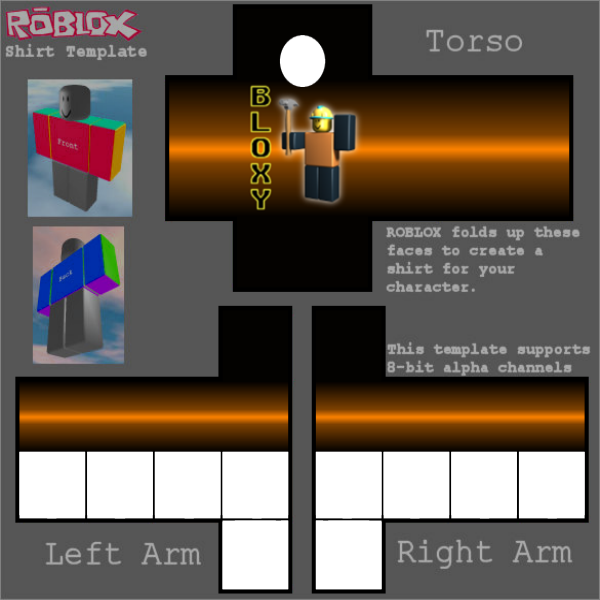 ROBLOX
Shirt Template
Torso
Front
BLOXY
Back
ROBLOX folds up these
faces to create a
shirt for your
character.
This template supports
8-bit alpha channels
Left Arm
Right Arm